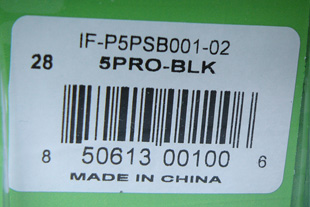 IF-P5PSB001-02
28 5PRO-BLK
8 50613 00100 6
MADE IN CHINA